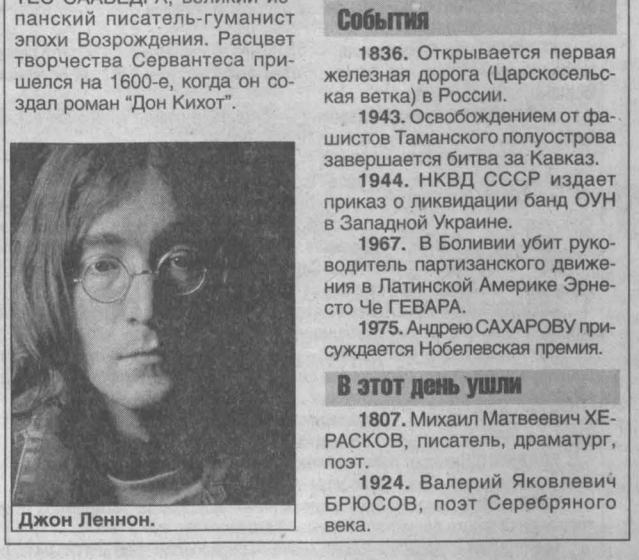 ТЕС СААВЕДРА, великий ис-
панский писатель-гуманист
эпохи Возрождения. Расцвет
творчества Сервантеса при-
шелся на 1600-е, когда он со-
здал роман “Дон Кихот”.
Джон Леннон.
События
1836. Открывается первая
железная дорога (Царскосельс-
кая ветка) в России.
1943. Освобождением от фа-
шистов Таманского полуострова
завершается битва за Кавказ.
1944. НКВД СССР издает
приказ о ликвидации банд ОУН
в Западной Украине.
1967. В Боливии убит руко-
водитель партизанского движе-
ния в Латинской Америке Эрне-
сто Че ГЕВАРА.
1975. Андрею САХАРОВУ при-
суждается Нобелевская премия.
В этот день ушли
1807. Михаил Матвеевич ХЕ-
РАСКОВ, писатель, драматург,
поэт.
1924. Валерий Яковлевич
БРЮСОВ, поэт Серебряного
века.